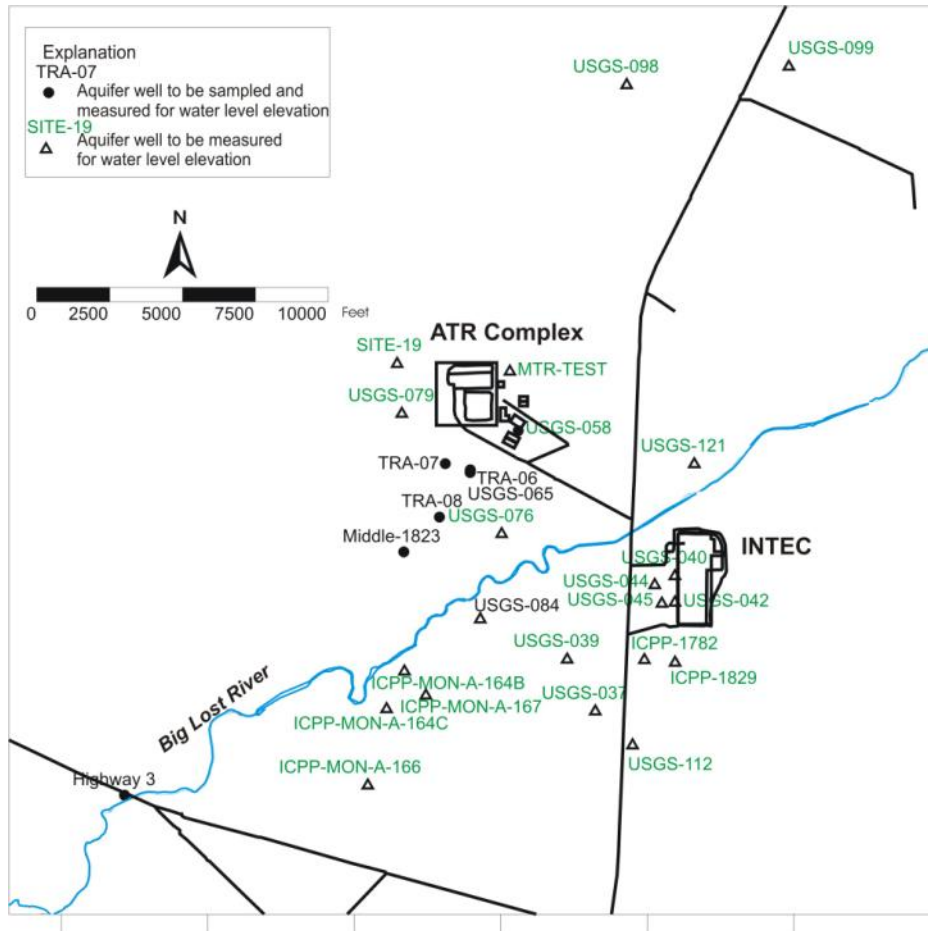 Explanation
TRA-07
Aquifer well to be sampled and
measured for water level elevation
SITE-19
Aquifer well to be measured
for water level elevation
N
0 2500 5000 7500 10000 Feet
USGS-098
USGS-099
ATR Complex
SITE-19
MTR-TEST
USGS-079
USGS-058
USGS-121
TRA-07
TRA-06
USGS-065
TRA-08
USGS-076
Middle-1823
INTEC
USGS-040
USGS-044
USGS-045
USGS-042
USGS-084
USGS-039
ICPP-1782
ICPP-1829
ICPP-MON-A-164B
ICPP-MON-A-167
USGS-037
ICPP-MON-A-164C
Big Lost River
USGS-112
ICPP-MON-A-166
Highway 3